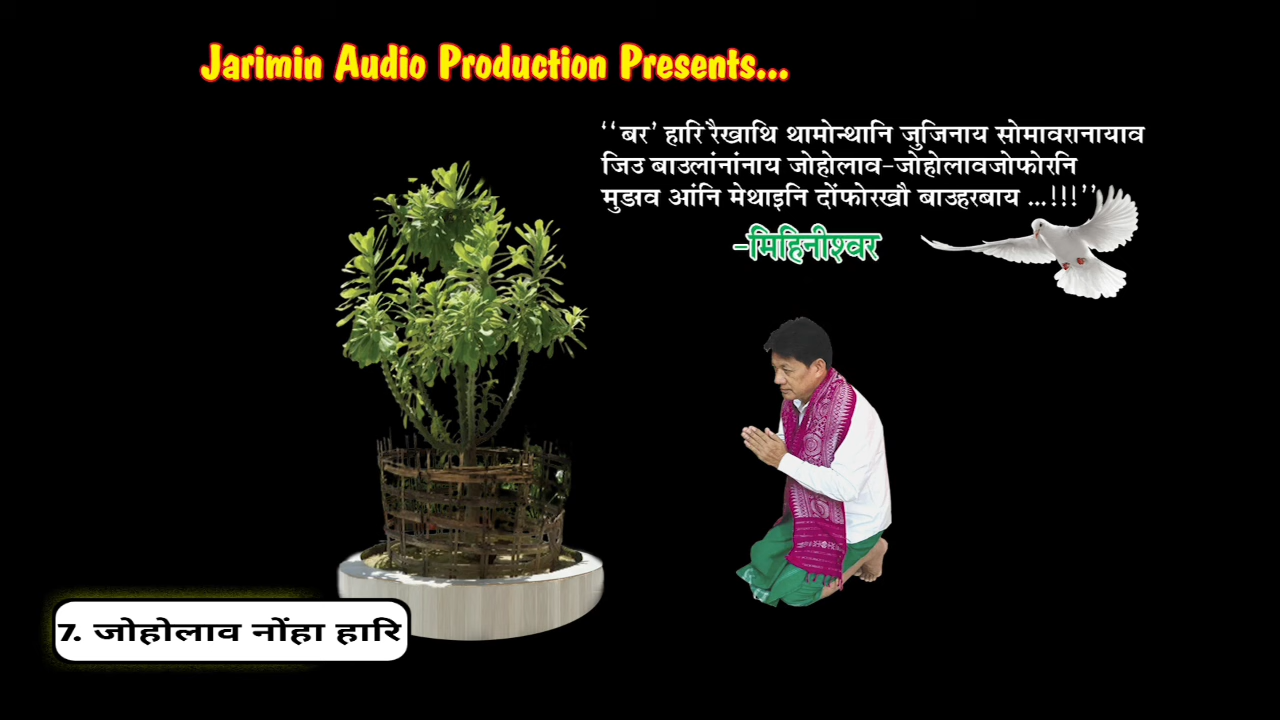 Jarimin Audio Production Presents...
‘‘बर’ हारि रैखाथि थामोन्थानि जुजिनाय सोमावरानायाव
जिउ बाउलांनांनाय जोहोलाव-जोहोलावजोफोरनि
मुङाव आंनि मेथाइनि दोंफोरखौ बाउहरबाय ...!!!’’
-मिहिनीश्वर
7. जोहोलाव नोंहा हारि